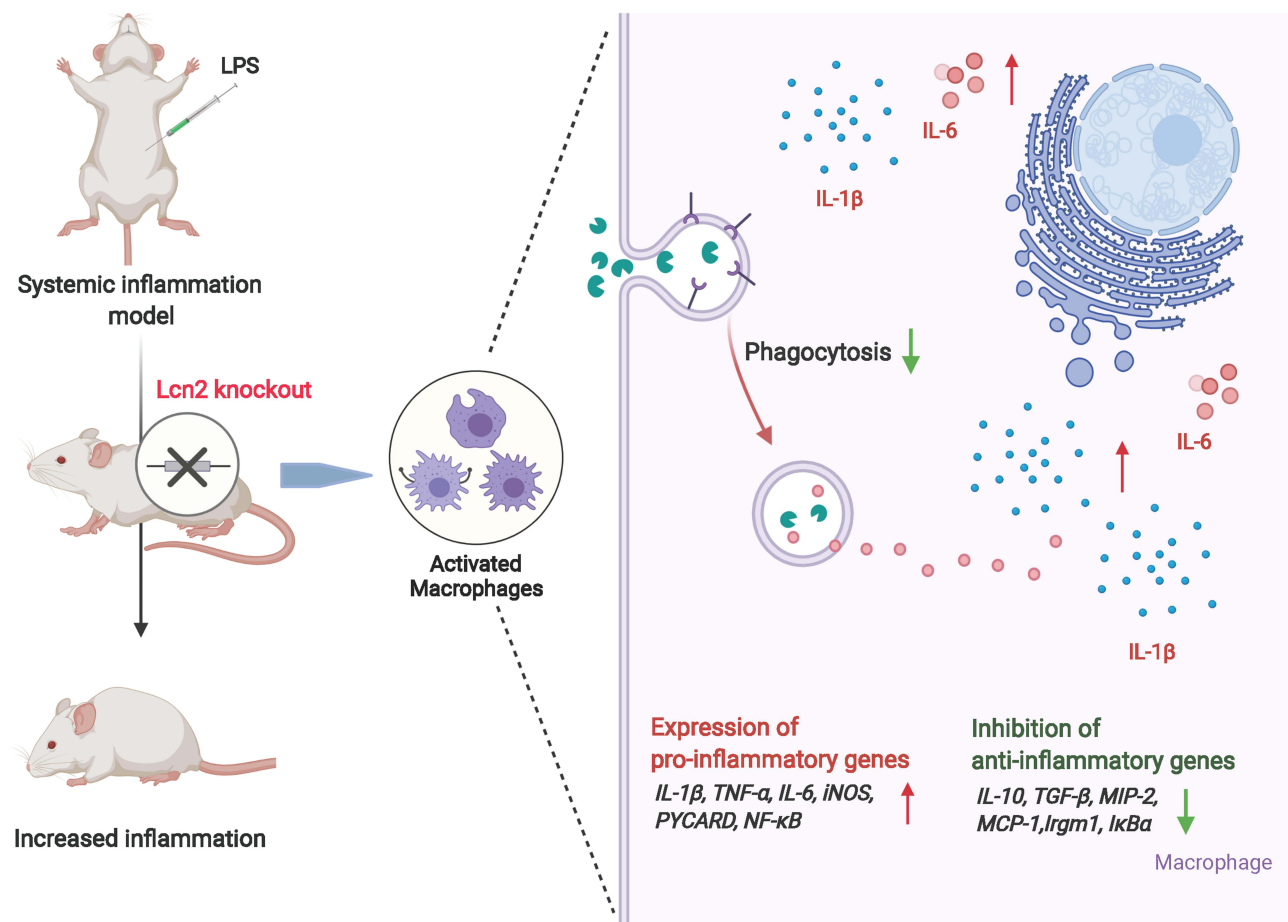 LPS
Systemic inflammation
model
Lcn2 knockout
Activated
Macrophages
Increased inflammation
IL-6
IL-1β
Phagocytosis
IL-6
IL-1β
Expression of
pro-inflammatory genes
IL-1β, TNF-α, IL-6, iNOS,
PYCARD, NF-κB
Inhibition of
anti-inflammatory genes
IL-10, TGF-β, MIP-2,
MCP-1,Irgm1, IκBα
Macrophage